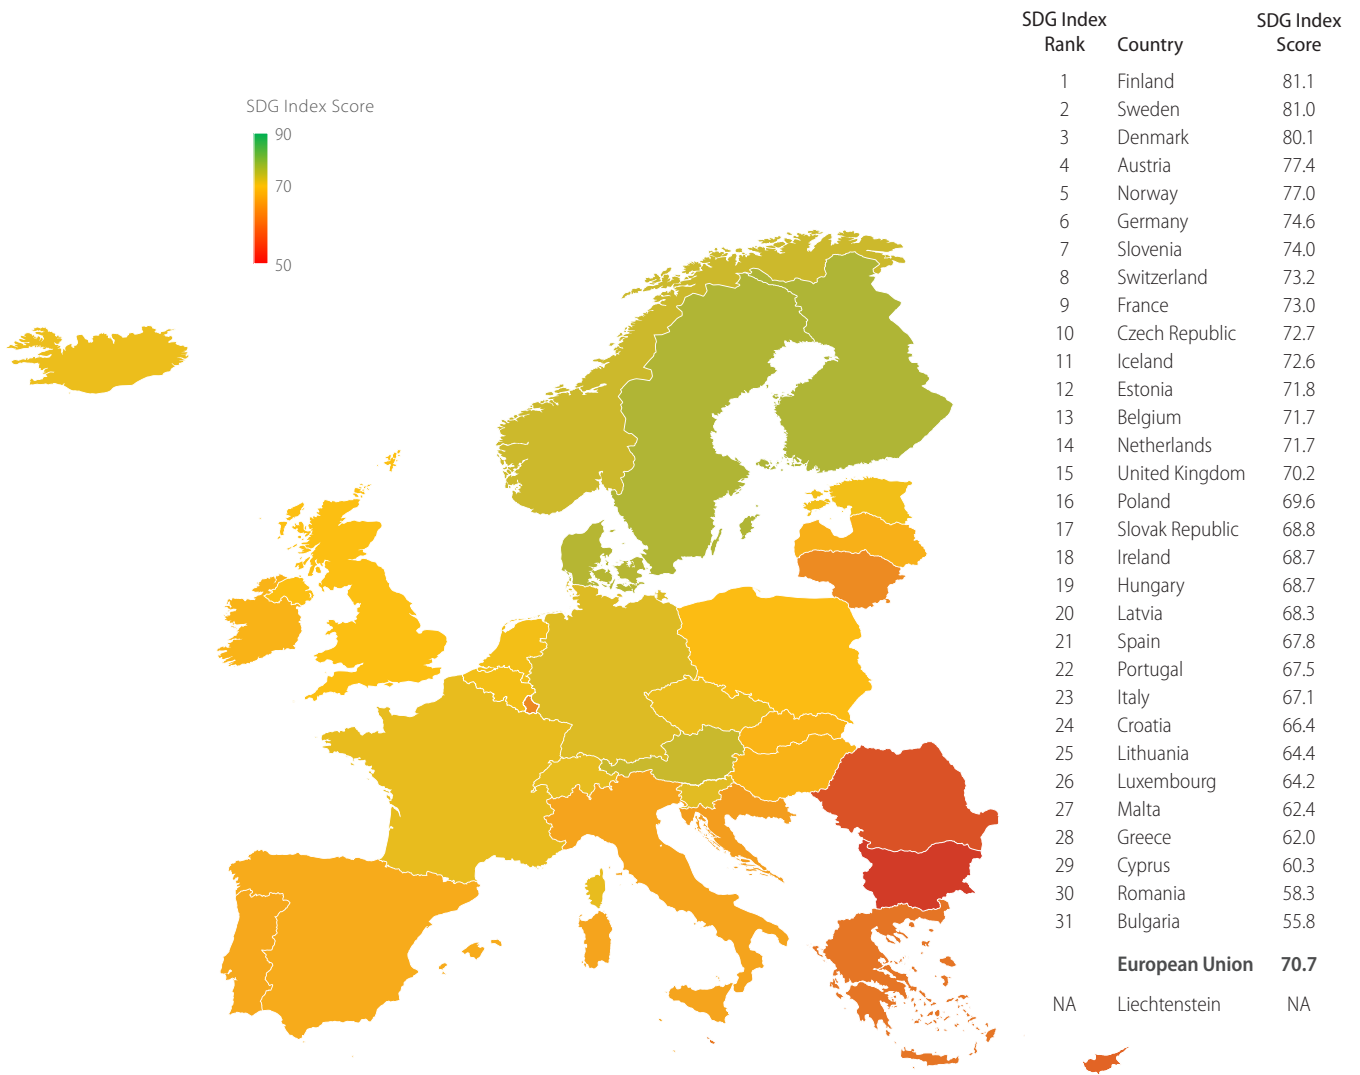 SDG Index Score
90
70
50
SDG Index Rank Country SDG Index Score
1 Finland 81.1
2 Sweden 81.0
3 Denmark 80.1
4 Austria 77.4
5 Norway 77.0
6 Germany 74.6
7 Slovenia 74.0
8 Switzerland 73.2
9 France 73.0
10 Czech Republic 72.7
11 Iceland 72.6
12 Estonia 71.8
13 Belgium 71.7
14 Netherlands 71.7
15 United Kingdom 70.2
16 Poland 69.6
17 Slovak Republic 68.8
18 Ireland 68.7
19 Hungary 68.7
20 Latvia 68.3
21 Spain 67.8
22 Portugal 67.5
23 Italy 67.1
24 Croatia 66.4
25 Lithuania 64.4
26 Luxembourg 64.2
27 Malta 62.4
28 Greece 62.0
29 Cyprus 60.3
30 Romania 58.3
31 Bulgaria 55.8
European Union 70.7
NA Liechtenstein NA